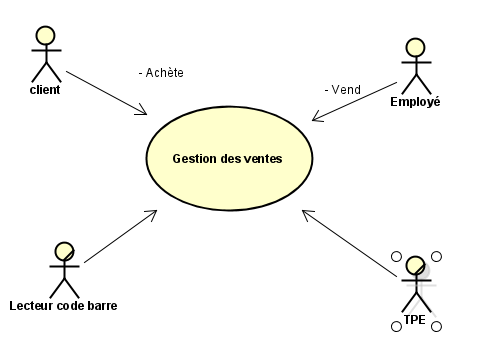 - Achète
client
- Vend
Employé
Gestion des ventes
Lecteur code barre
TPE